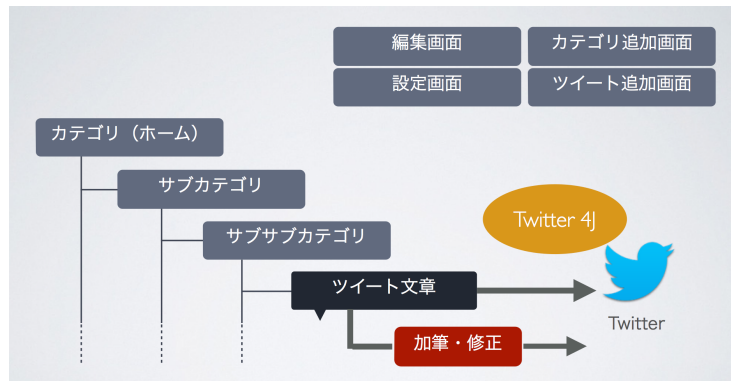 編集画面
カテゴリ追加画面
設定画面
ツイート追加画面
カテゴリ（ホーム）
サブカテゴリ
サブサブカテゴリ
Twitter 4J
ツイート文章
Twitter
加筆・修正